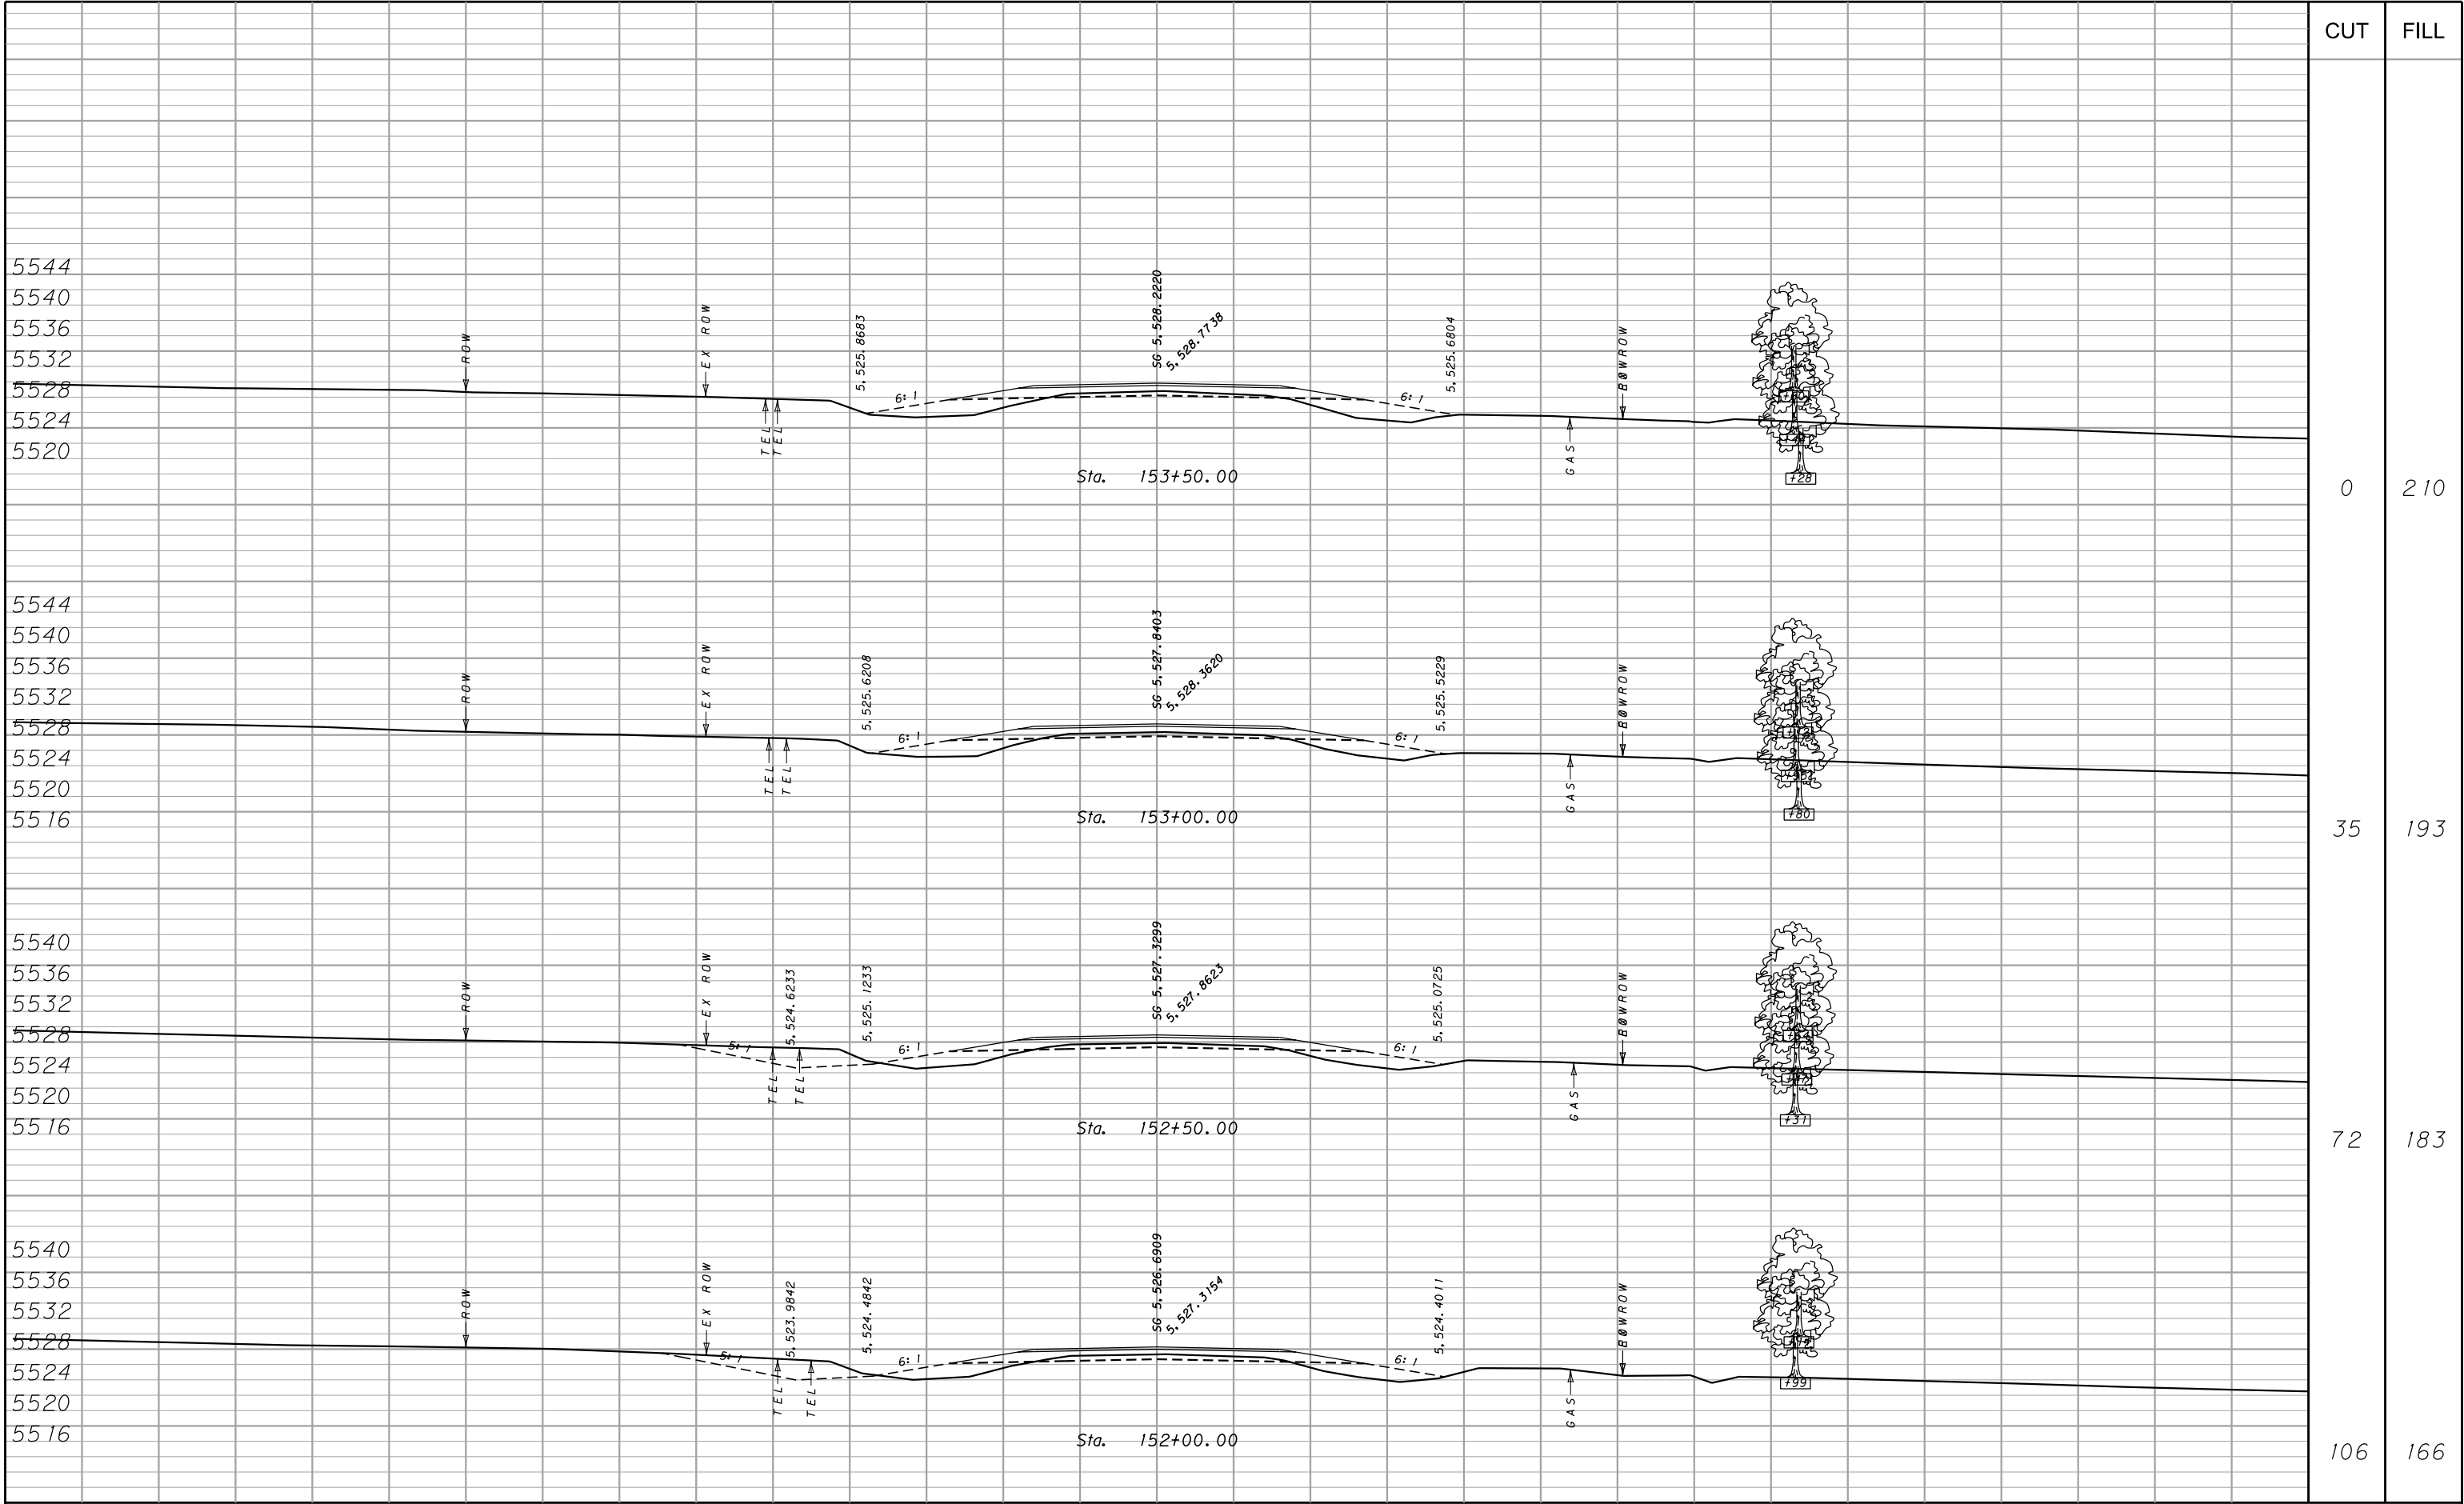 CUT FILL
5544
5540
5536
5532
5528
5524
5520
ROW
EX ROW
TEL
TEL
5,525.8683
6:1
SG 5,528.2220
5,528.7738
6:1
5,525.6804
GAS
+28
Sta. 153+50.00
0 210
5544
5540
5536
5532
5528
5524
5520
5516
ROW
EX ROW
TEL
TEL
5,525.6208
6:1
SG 5,527.8403
5,528.3620
6:1
5,525.5229
GAS
+80
Sta. 153+00.00
35 193
5540
5536
5532
5528
5524
5520
5516
ROW
EX ROW
5:1
TEL
TEL
5,524.6233
5,525.1233
6:1
SG 5,527.3299
5,527.8623
6:1
5,525.0725
GAS
+31
Sta. 152+50.00
72 183
5540
5536
5532
5528
5524
5520
5516
ROW
EX ROW
5:1
TEL
TEL
5,523.9842
5,524.4842
6:1
SG 5,526.6909
5,527.3154
6:1
5,524.4011
GAS
+99
Sta. 152+00.00
106 166